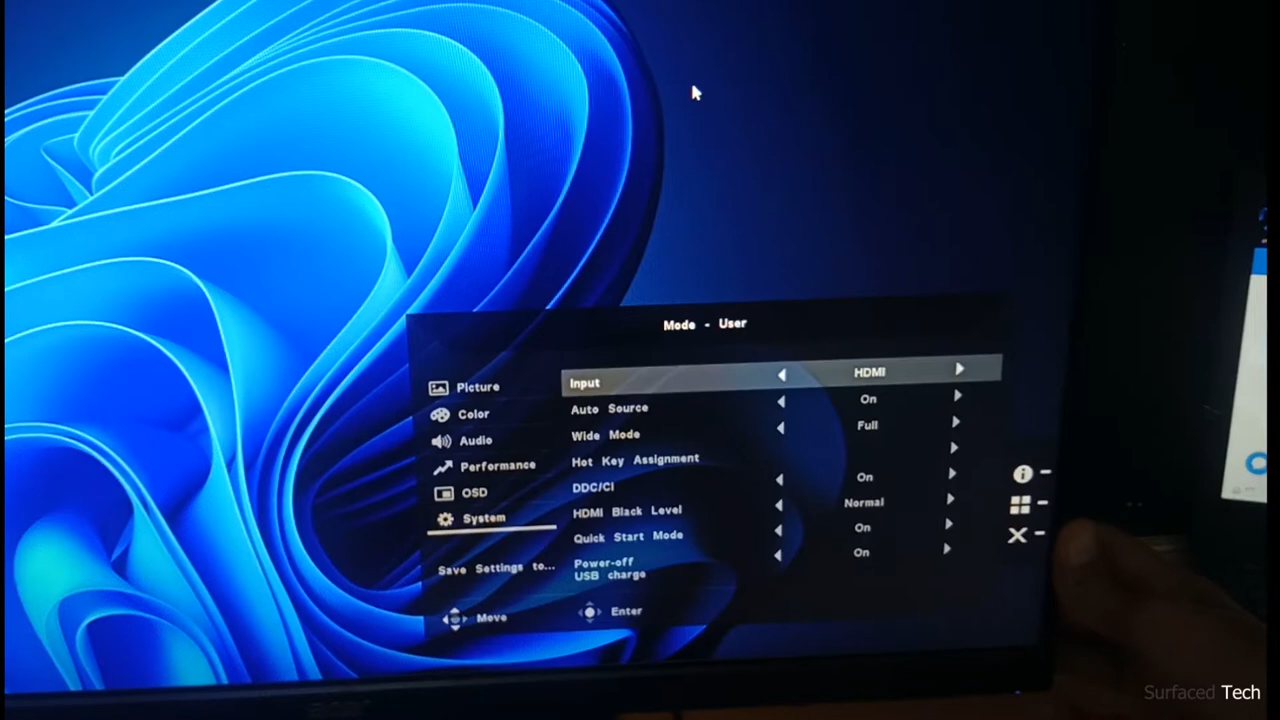 Mode - User
Picture
Color
Audio
Performance
OSD
System
Save Settings to...
Move
Input HDMI
Auto Source On
Wide Mode Full
Hot Key Assignment
DDC/CI On
HDMI Black Level Normal
Quick Start Mode On
Power-off
USB charge On
Enter
Surfaced Tech